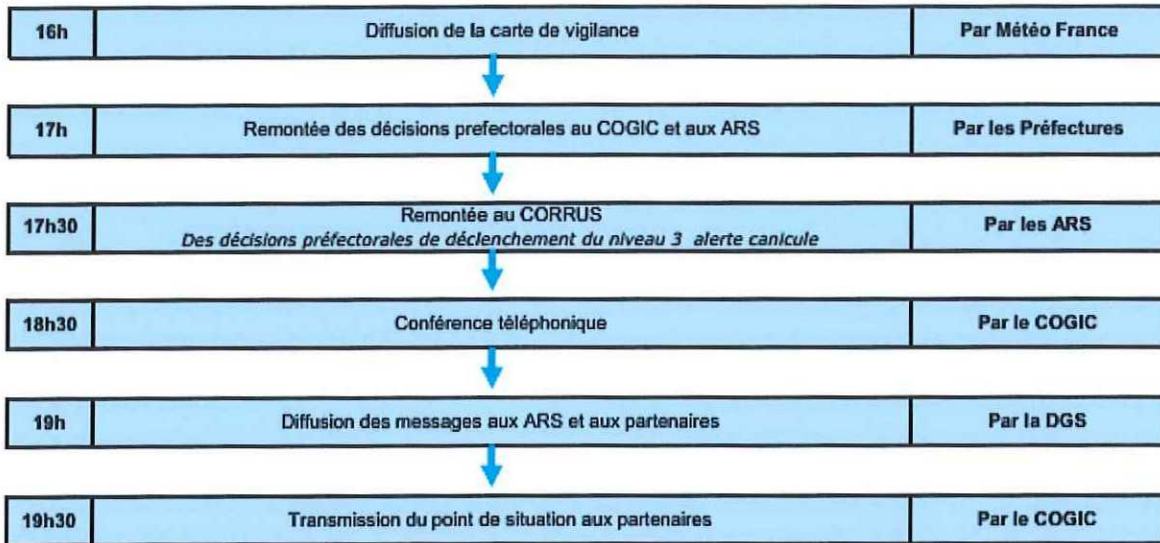 16h Diffusion de la carte de vigilance Par Météo France
17h Remontée des décisions prefectorales au COGIC et aux ARS Par les Préfectures
17h30 Remontée au CORRUS Par les ARS
Des décisions préfectorales de déclenchement du niveau 3 alerte canicule
18h30 Conférence téléphonique Par le COGIC
19h Diffusion des messages aux ARS et aux partenaires Par la DGS
19h30 Transmission du point de situation aux partenaires Par le COGIC